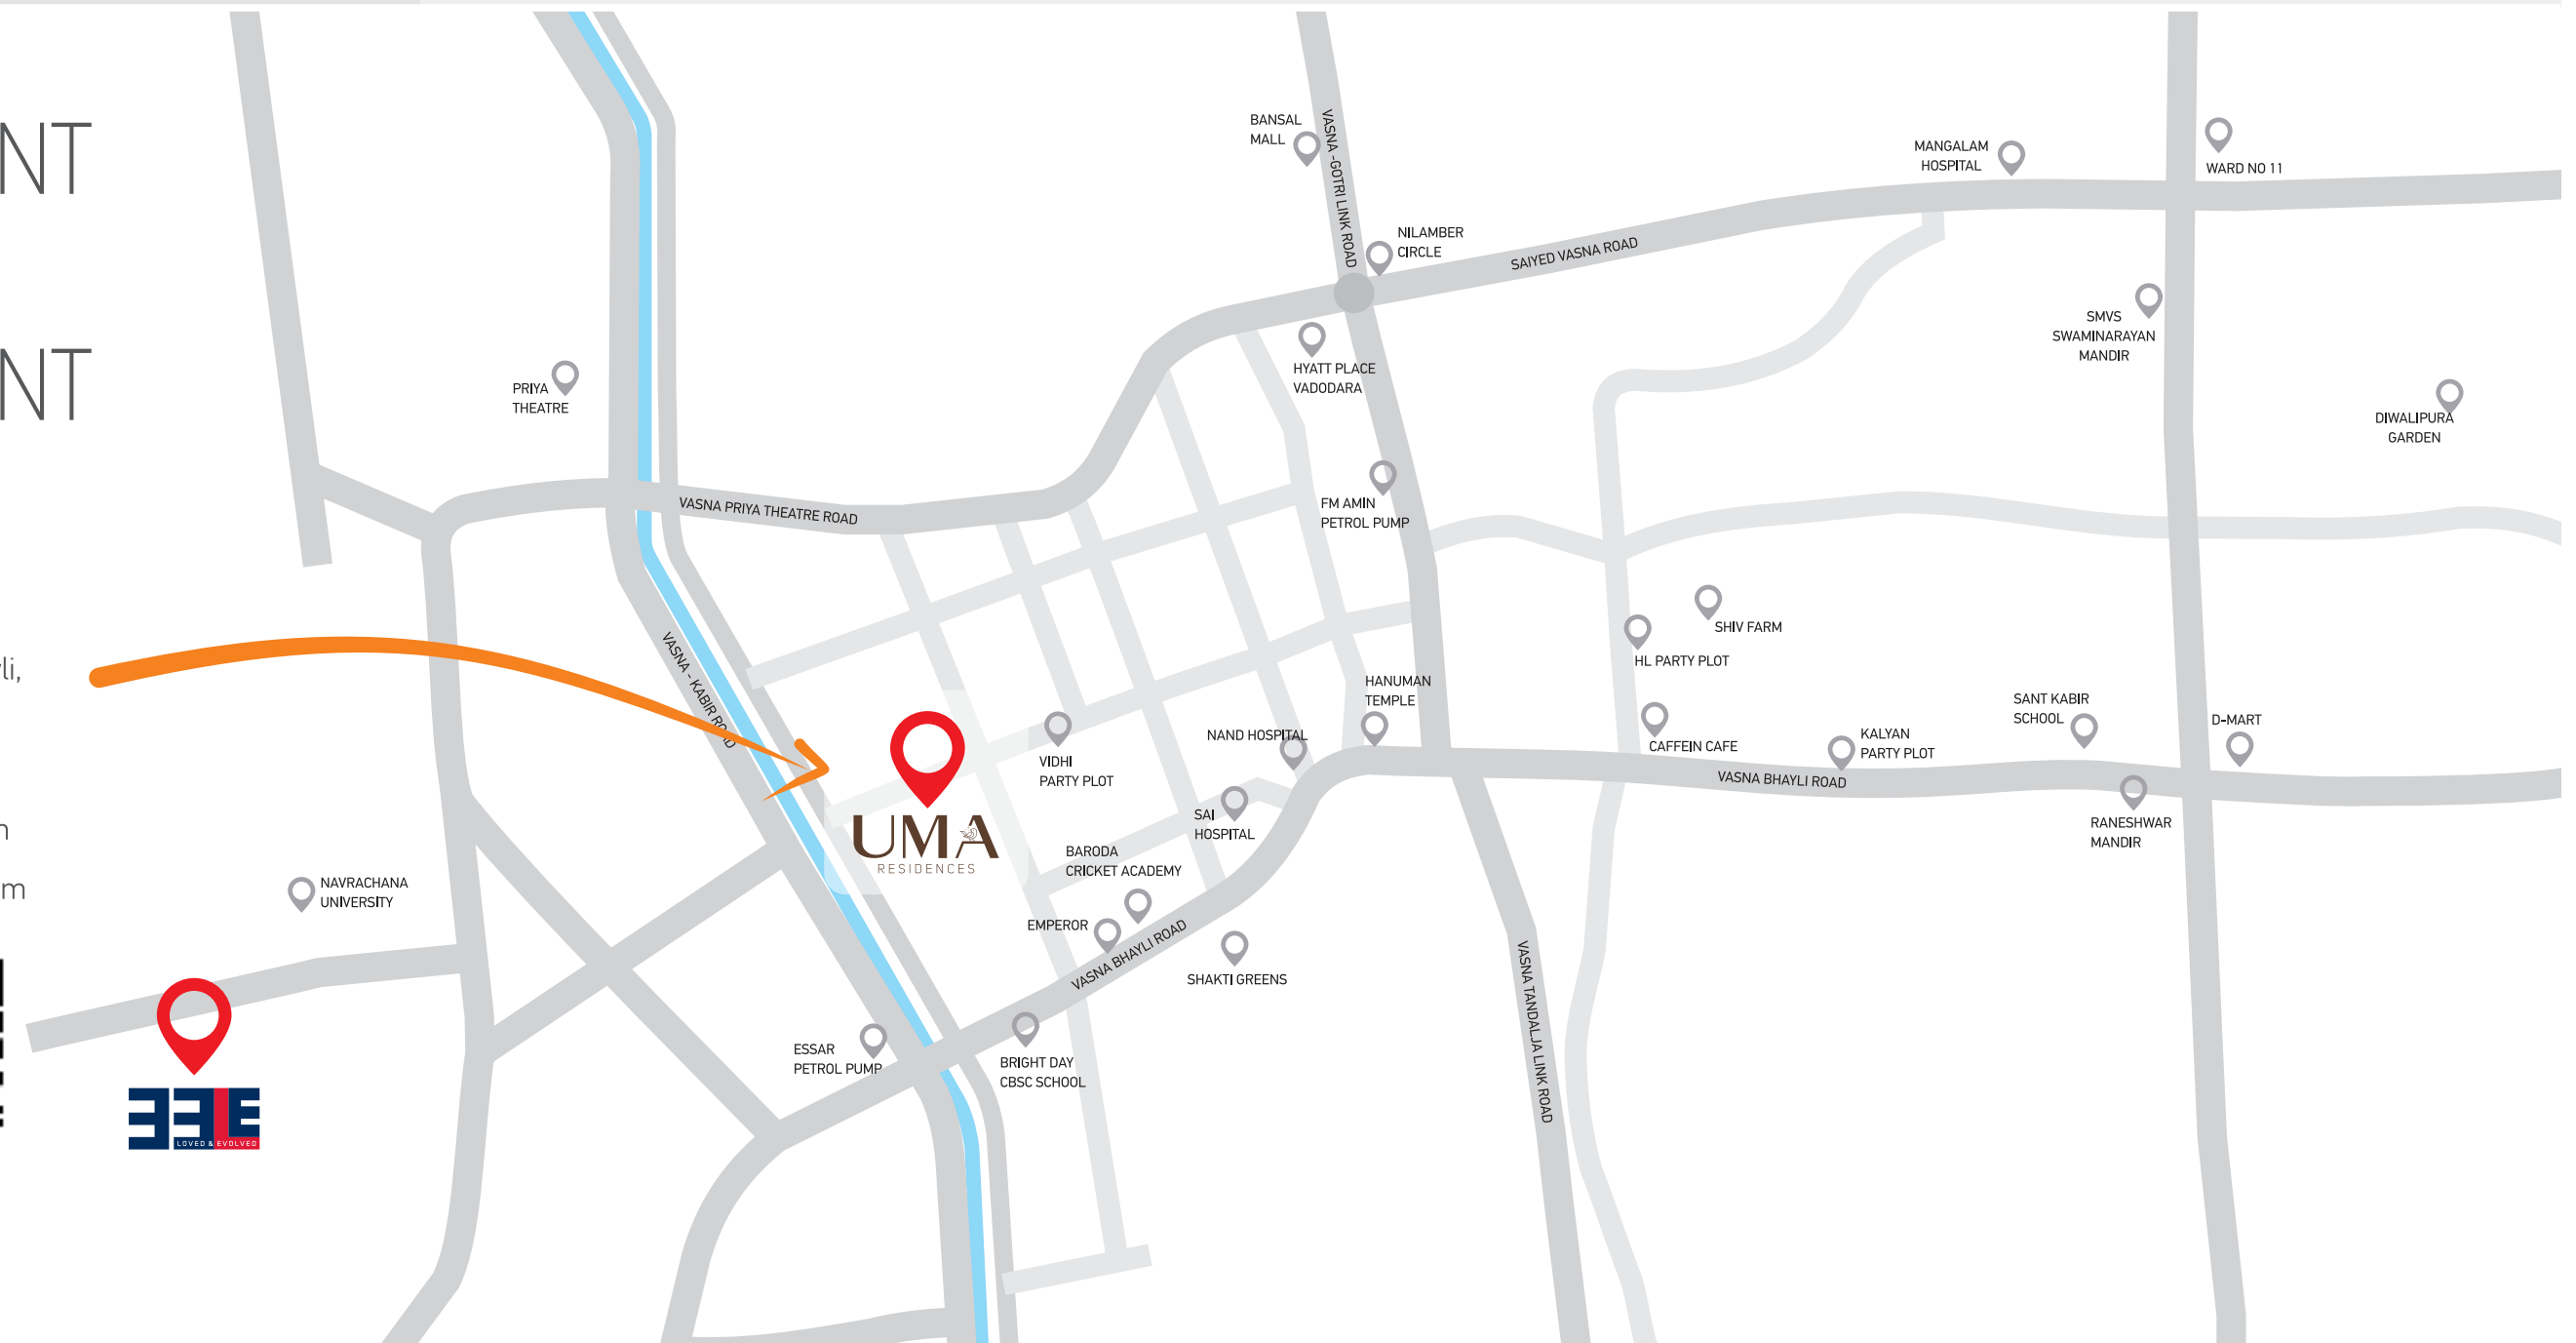 NT
NT
li,
n
m
BANSAL
MALL
VASNA -GOTRI LINK ROAD
NILAMBER
CIRCLE
SAIYED VASNA ROAD
MANGALAM
HOSPITAL
WARD NO 11
SMVS
SWAMINARAYAN
MANDIR
DIWALIPURA
GARDEN
HYATT PLACE
VADODARA
PRIYA
THEATRE
VASNA PRIYA THEATRE ROAD
FM AMIN
PETROL PUMP
SHIV FARM
HL PARTY PLOT
VASNA - KABIR ROAD
HANUMAN
TEMPLE
NAND HOSPITAL
VIDHI
PARTY PLOT
CAFFEIN CAFE
KALYAN
PARTY PLOT
SANT KABIR
SCHOOL
D-MART
VASNA BHAYLI ROAD
RANESHWAR
MANDIR
SAI
HOSPITAL
UMA
RESIDENCES
BARODA
CRICKET ACADEMY
NAVRACHANA
UNIVERSITY
EMPEROR
VASNA BHAYLI ROAD
SHAKTI GREENS
VASNA TANDALJA LINK ROAD
ESSAR
PETROL PUMP
BRIGHT DAY
CBSC SCHOOL
LOVED & EVOLVED